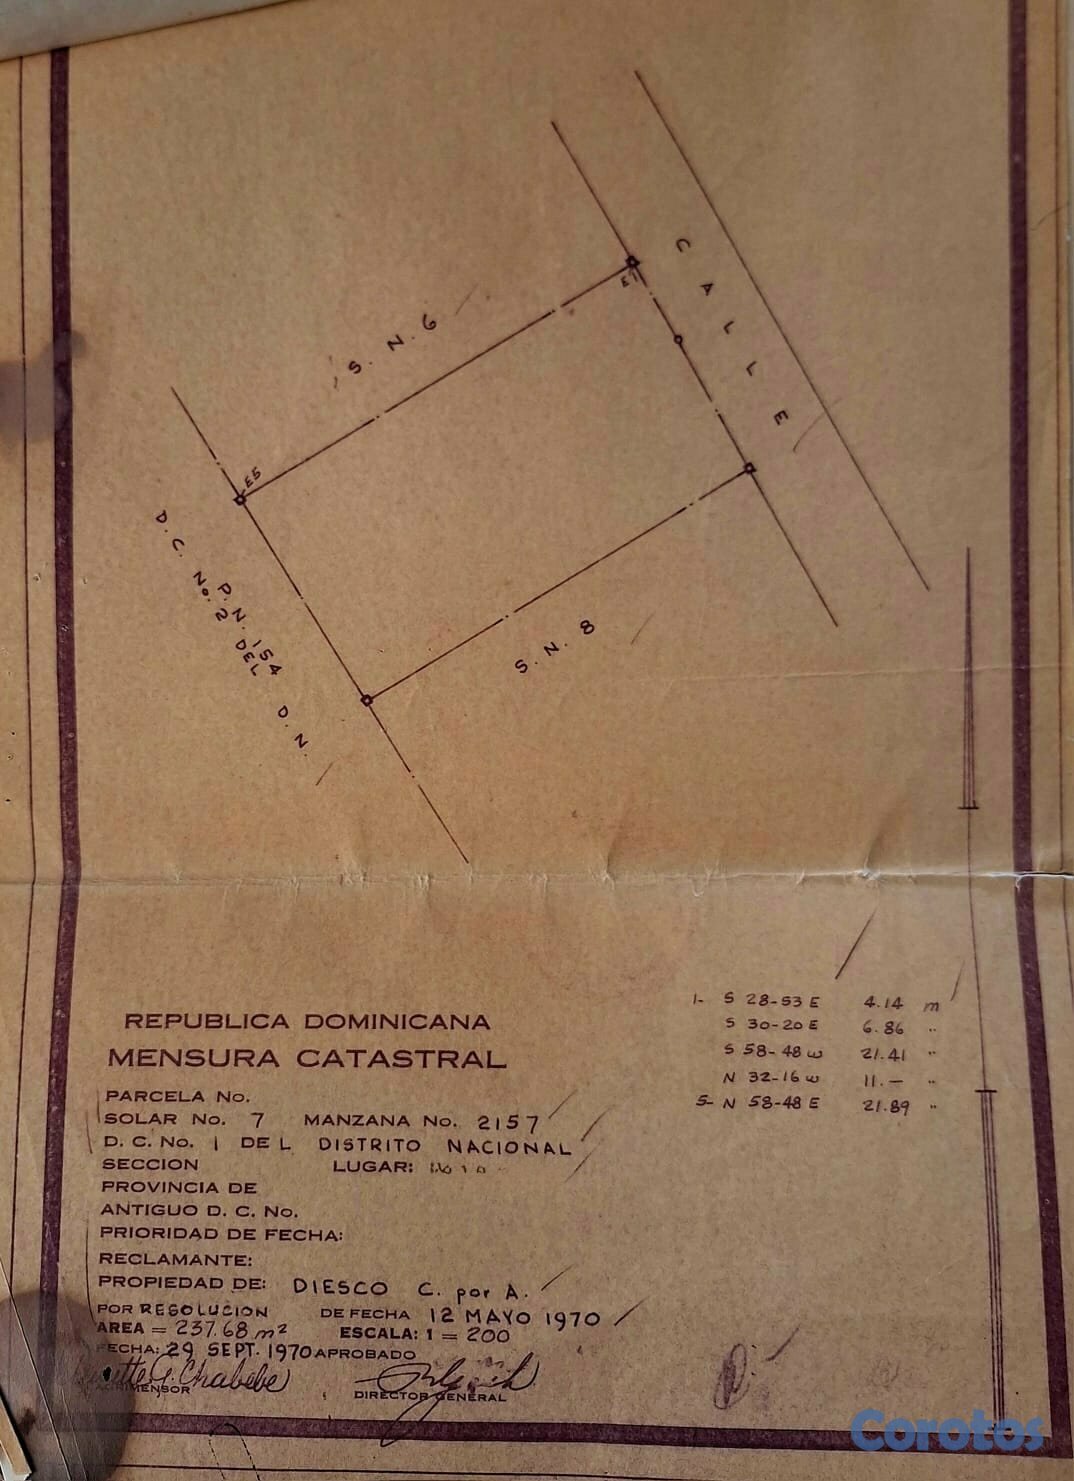 CALLE
E1
S. N. 6
E5
P. N. 154
D. C. No. 2 DEL D. N.
S. N. 8
1- S 28-53 E 4.14 m
S 30-20 E 6.86 "
S 58-48 W 21.41 "
N 32-16 W 11.- "
5- N 58-48 E 21.89 "
REPUBLICA DOMINICANA
MENSURA CATASTRAL
PARCELA No.
SOLAR No. 7 MANZANA No. 2157
D. C. No. 1 DEL DISTRITO NACIONAL
SECCION LUGAR:
PROVINCIA DE
ANTIGUO D. C. No.
PRIORIDAD DE FECHA:
RECLAMANTE:
PROPIEDAD DE: DIESCO C. por A.
POR RESOLUCION DE FECHA 12 MAYO 1970
AREA = 237.68 m² ESCALA: 1 = 200
FECHA: 29 SEPT. 1970 APROBADO
Chabebe
AGRIMENSOR DIRECTOR GENERAL
Corotos